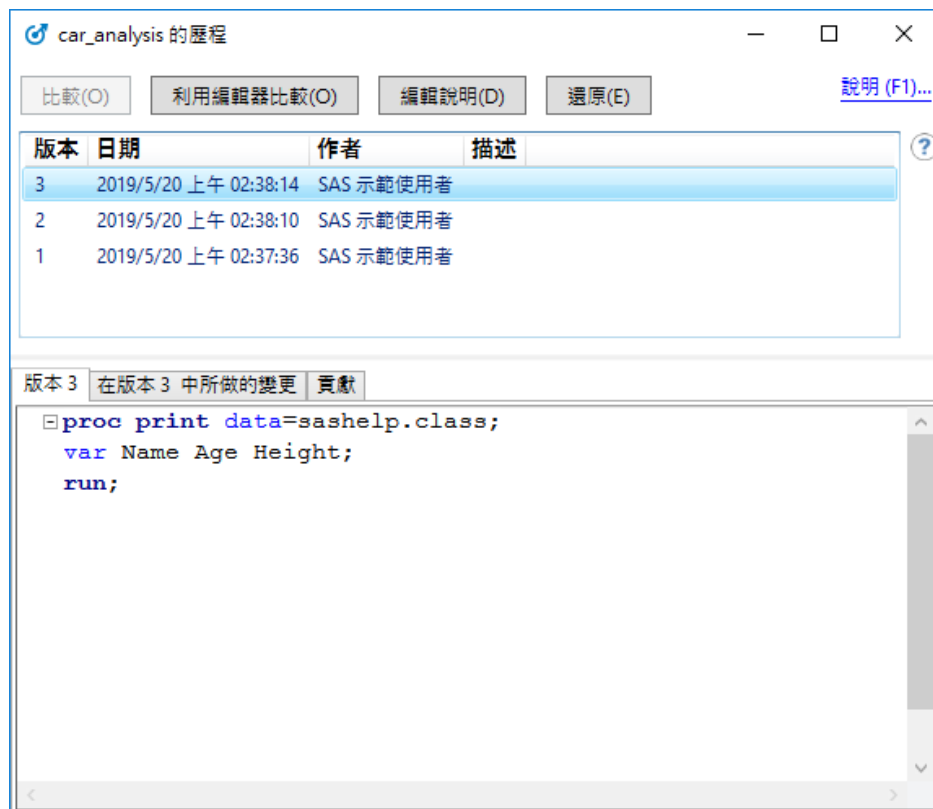 car_analysis 的歷程
比較(O) 利用編輯器比較(O) 編輯說明(D) 還原(E) 說明 (F1)...
版本 日期 作者 描述
3 2019/5/20 上午 02:38:14 SAS 示範使用者
2 2019/5/20 上午 02:38:10 SAS 示範使用者
1 2019/5/20 上午 02:37:36 SAS 示範使用者
版本 3 在版本 3 中所做的變更 貢獻
proc print data=sashelp.class;
var Name Age Height;
run;